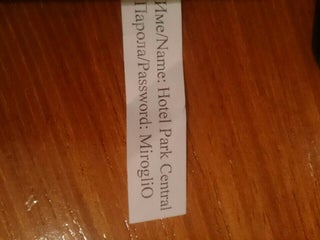 Име/Name: Hotel Park Central
Парола/Password: MirogliO